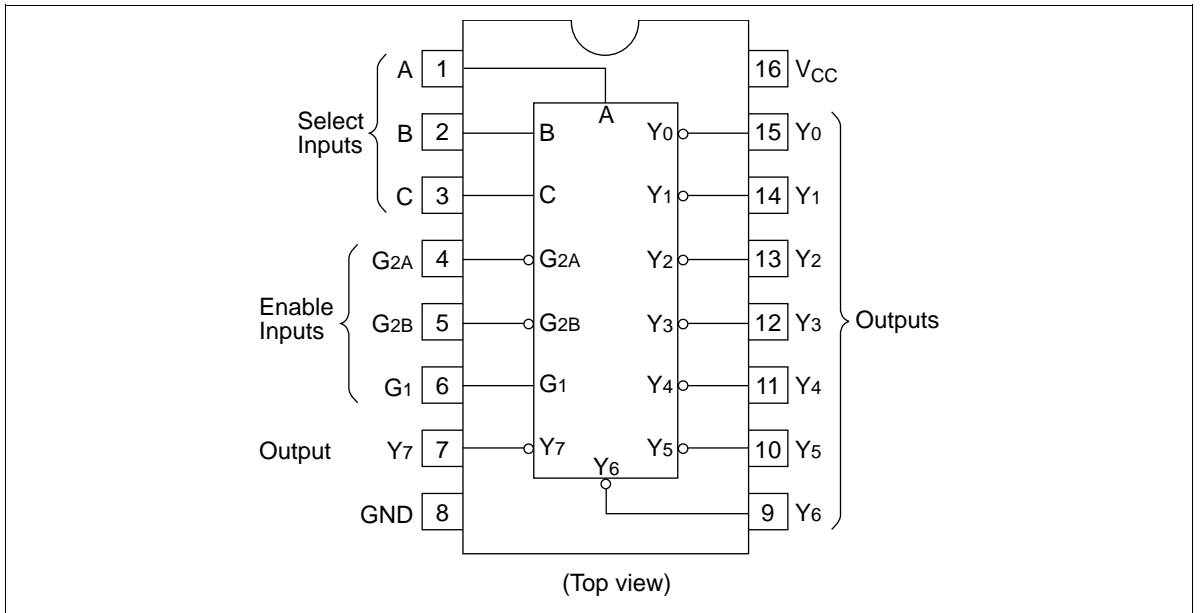 A 1 A 16 VCC
Select Inputs
B 2 B Y0 15 Y0
C 3 C Y1 14 Y1
G2A 4 G2A Y2 13 Y2
Enable Inputs
G2B 5 G2B Y3 12 Y3
Outputs
G1 6 G1 Y4 11 Y4
Output Y7 7 Y7 Y5 10 Y5
Y6
GND 8 9 Y6
(Top view)